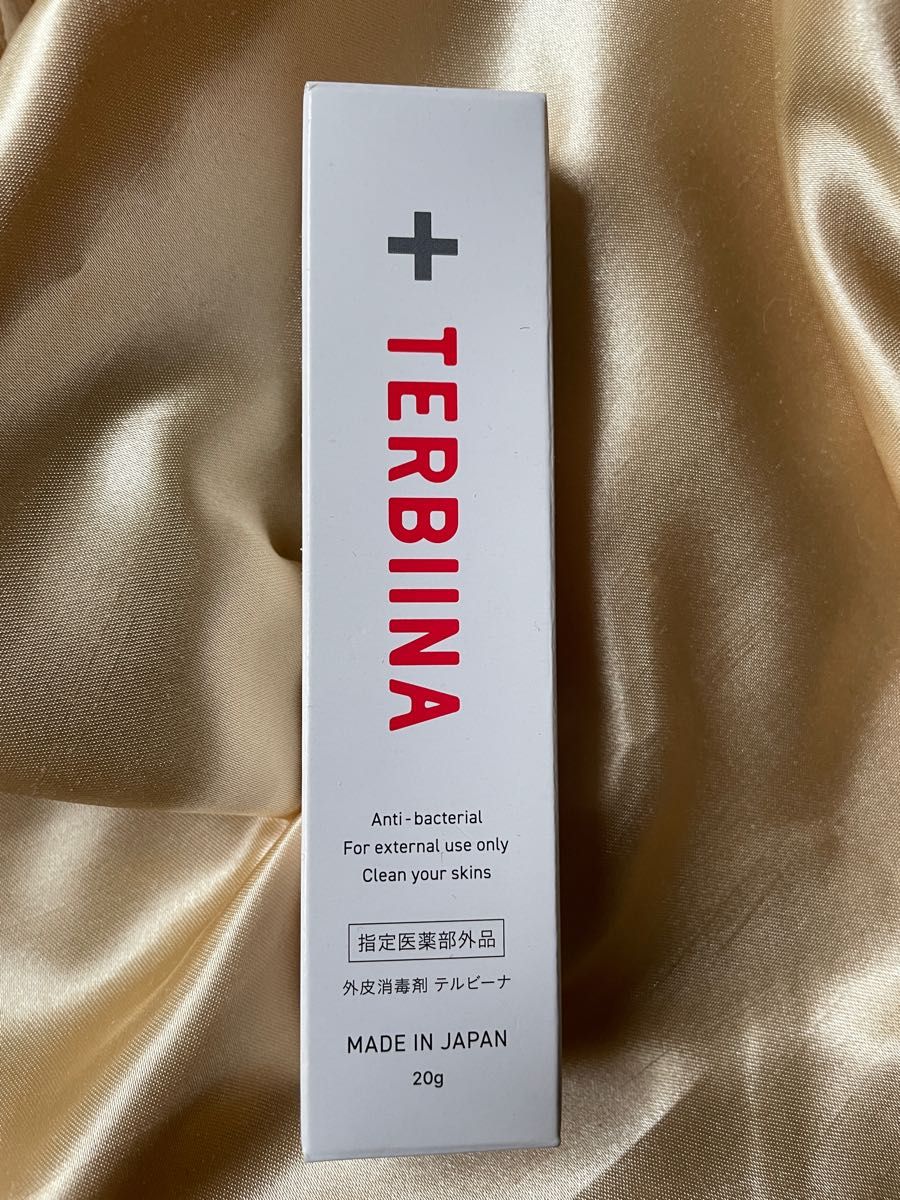 TERBIINA
Anti-bacterial
For external use only
Clean your skins
指定医薬部外品
外皮消毒剤 テルビーナ
MADE IN JAPAN
20g